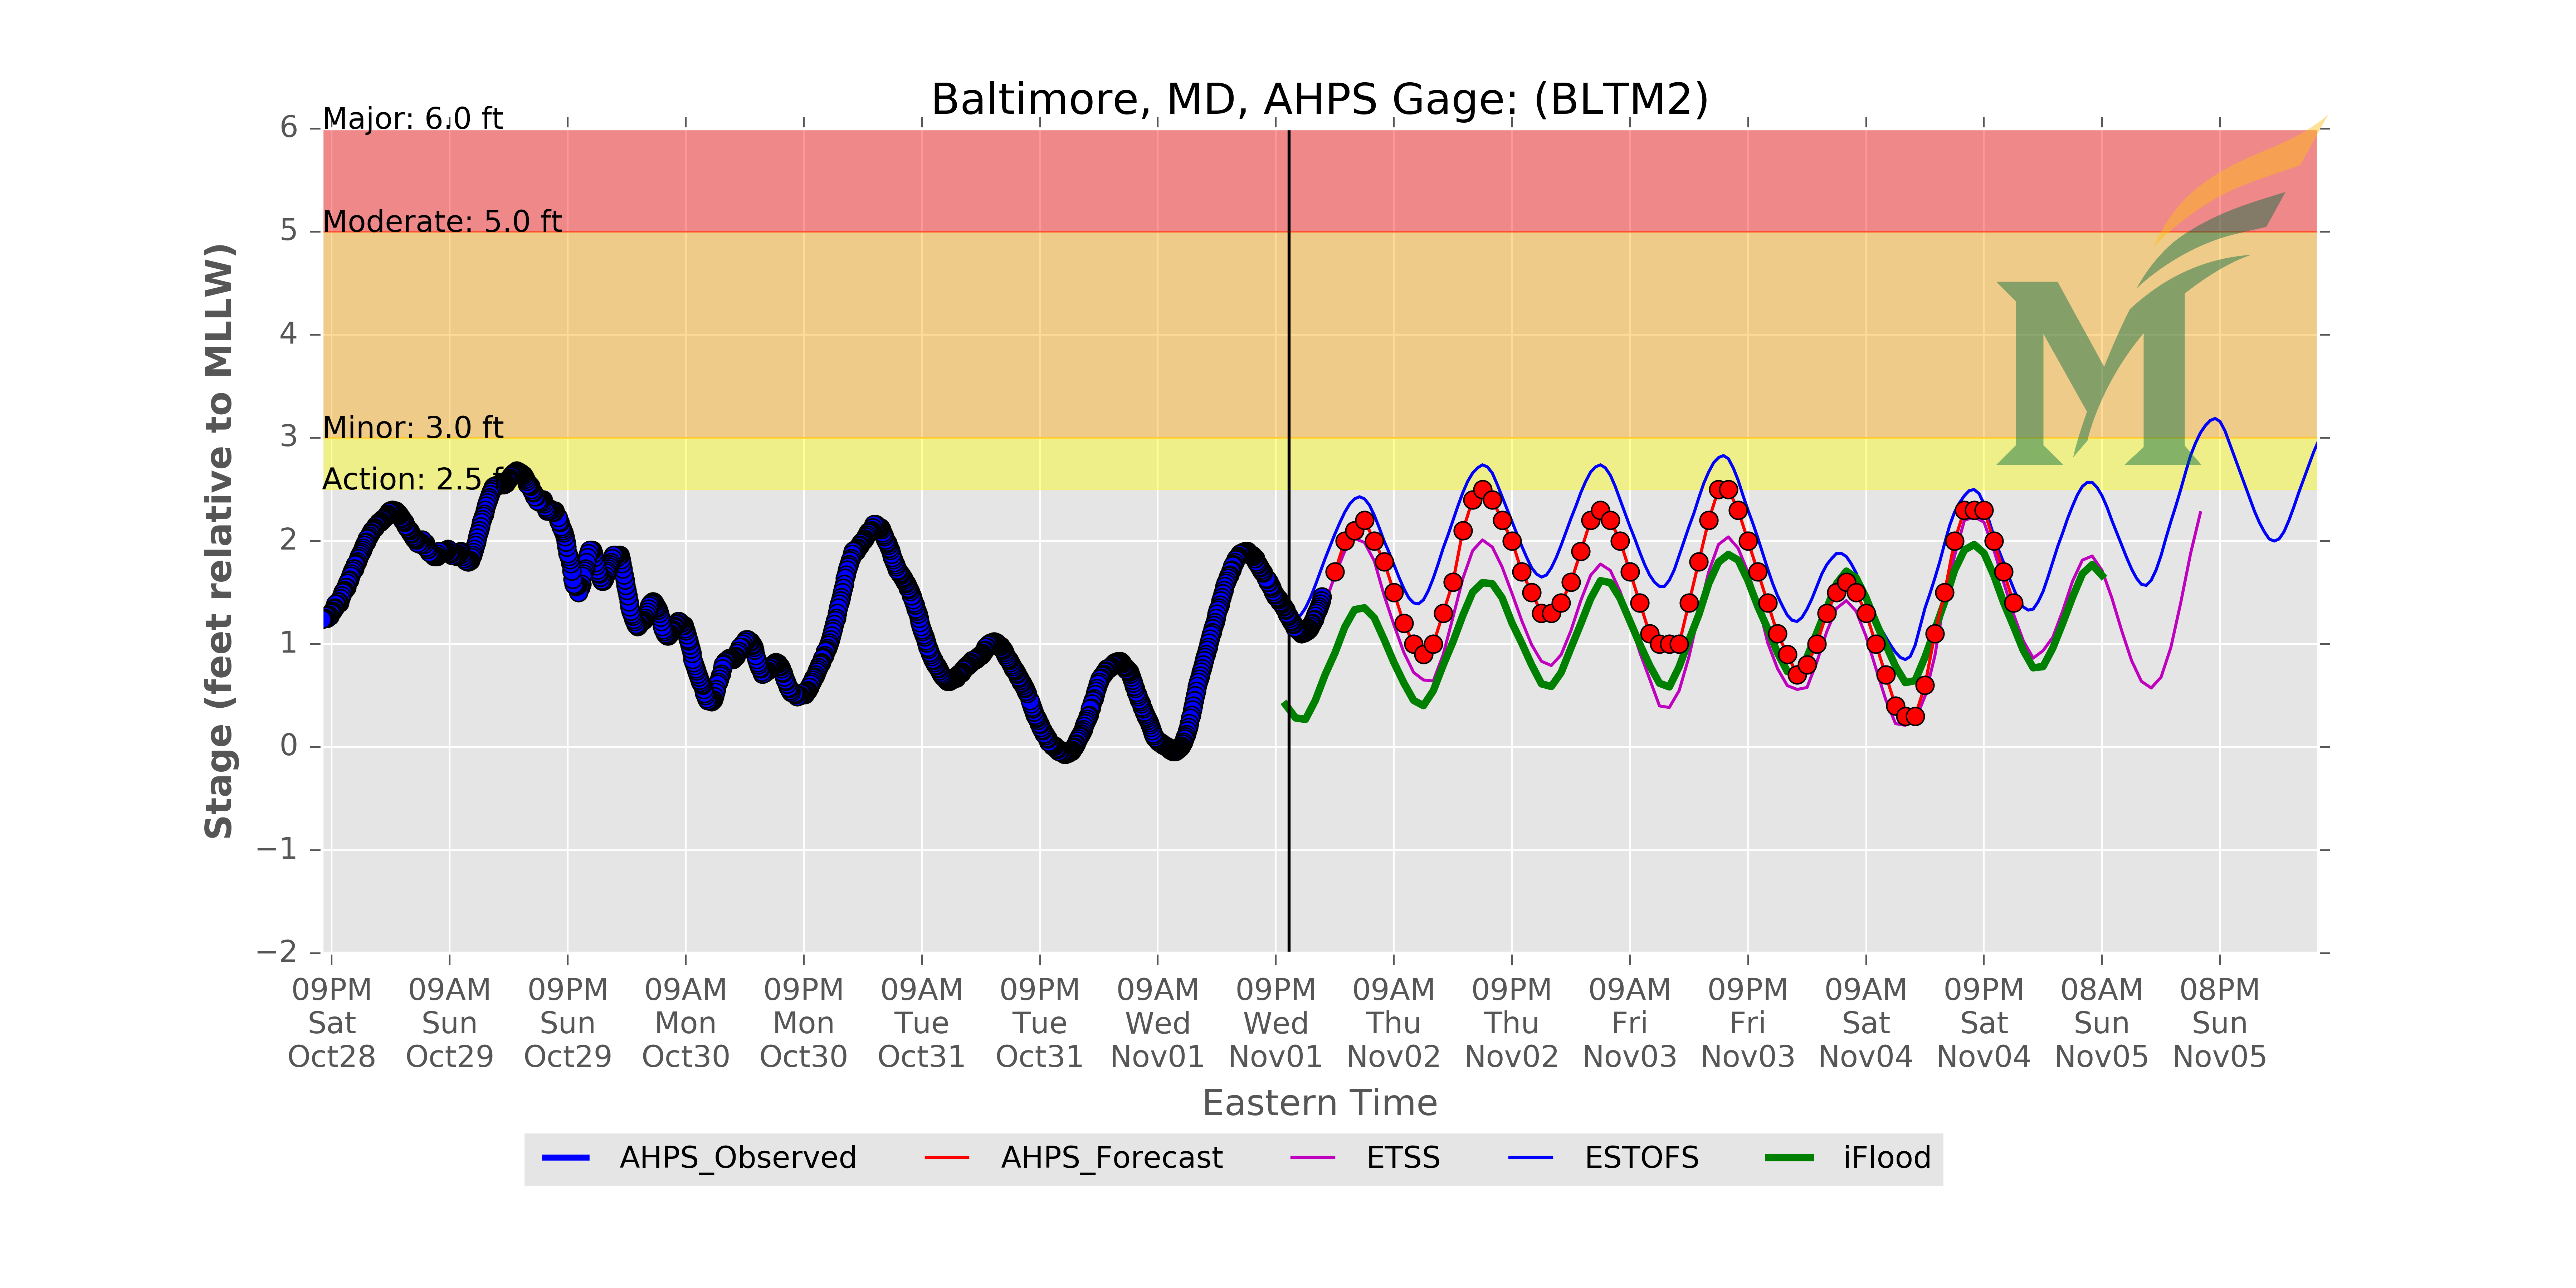 Baltimore, MD, AHPS Gage: (BLTM2)
Major: 6.0 ft
Moderate: 5.0 ft
Minor: 3.0 ft
Action: 2.5 ft
Stage (feet relative to MLLW)
6
5
4
3
2
1
0
−1
−2
09PM 09AM 09PM 09AM 09PM 09AM 09PM 09AM 09PM 09AM 09PM 09AM 09PM 09AM 09PM 08AM 08PM
Sat Sun Sun Mon Mon Tue Tue Wed Wed Thu Thu Fri Fri Sat Sat Sun Sun
Oct28 Oct29 Oct29 Oct30 Oct30 Oct31 Oct31 Nov01 Nov01 Nov02 Nov02 Nov03 Nov03 Nov04 Nov04 Nov05 Nov05
Eastern Time
AHPS_Observed AHPS_Forecast ETSS ESTOFS iFlood
M